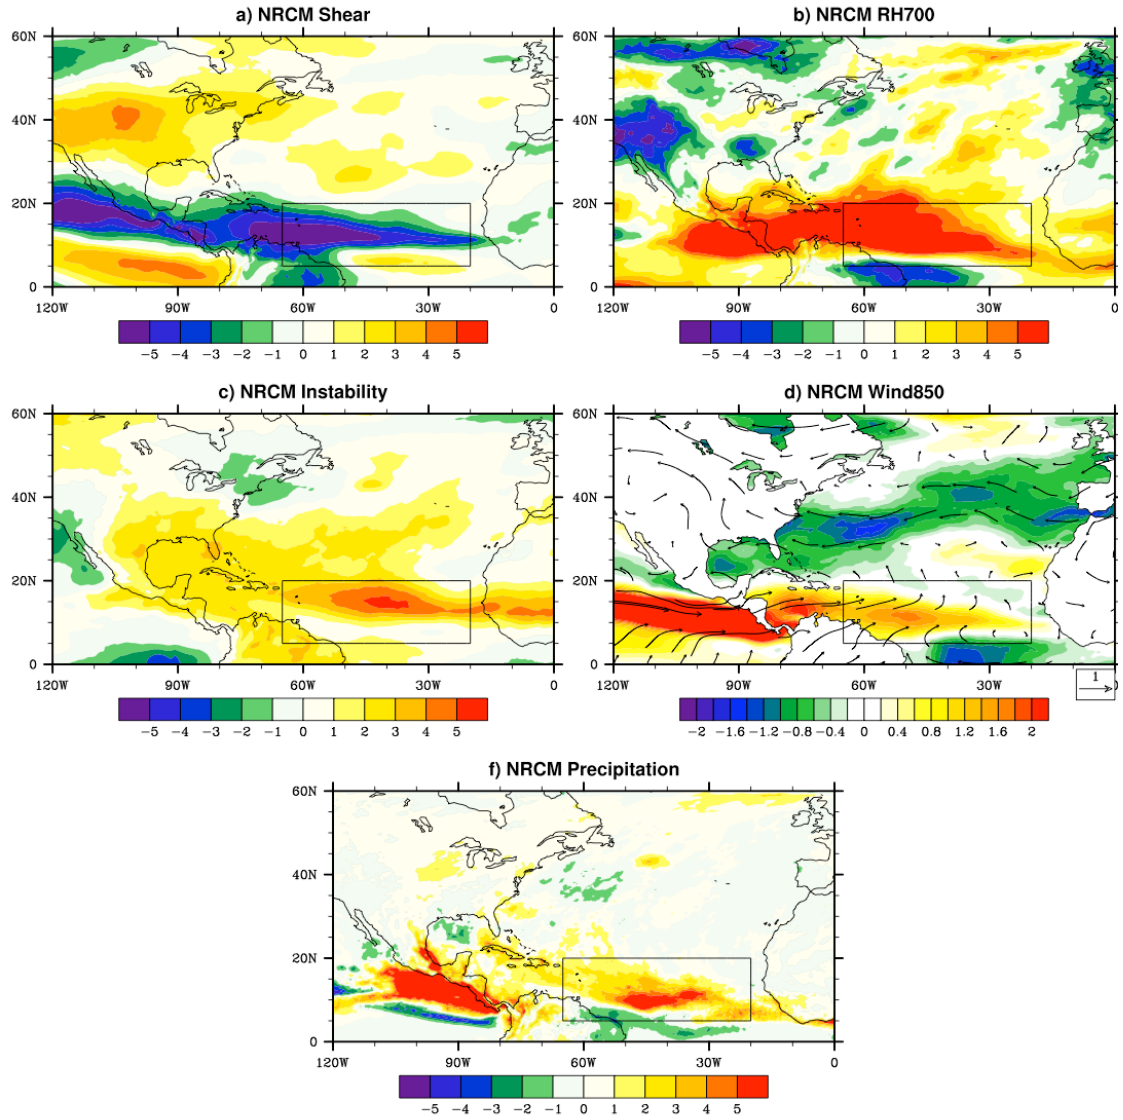 a) NRCM Shear
b) NRCM RH700
60N
40N
20N
0
120W 90W 60W 30W 0
-5 -4 -3 -2 -1 0 1 2 3 4 5
60N
40N
20N
0
120W 90W 60W 30W 0
-5 -4 -3 -2 -1 0 1 2 3 4 5
c) NRCM Instability
d) NRCM Wind850
60N
40N
20N
0
120W 90W 60W 30W 0
-5 -4 -3 -2 -1 0 1 2 3 4 5
60N
40N
20N
0
120W 90W 60W 30W 0
1
-2 -1.6 -1.2 -0.8 -0.4 0 0.4 0.8 1.2 1.6 2
f) NRCM Precipitation
60N
40N
20N
0
120W 90W 60W 30W 0
-5 -4 -3 -2 -1 0 1 2 3 4 5